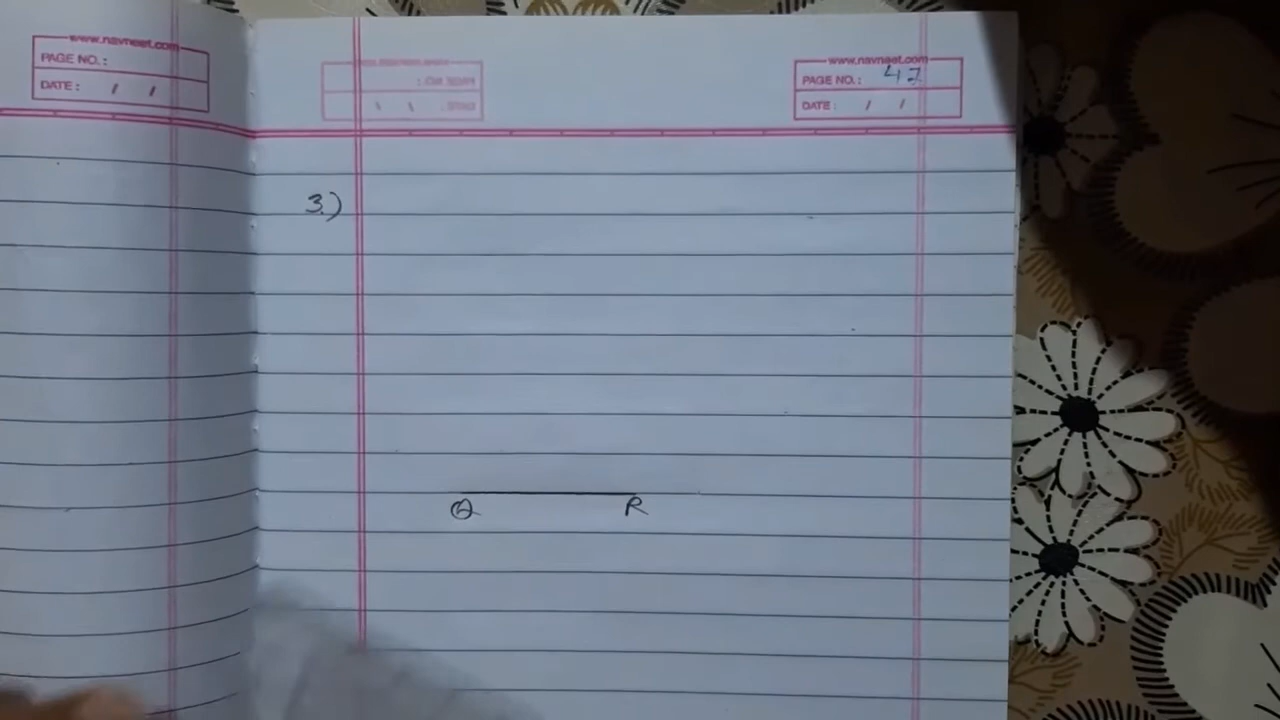 www.navneet.com
PAGE NO. :
DATE : / /
www.navneet.com
PAGE NO. : 47
DATE : / /
3.)
Q R